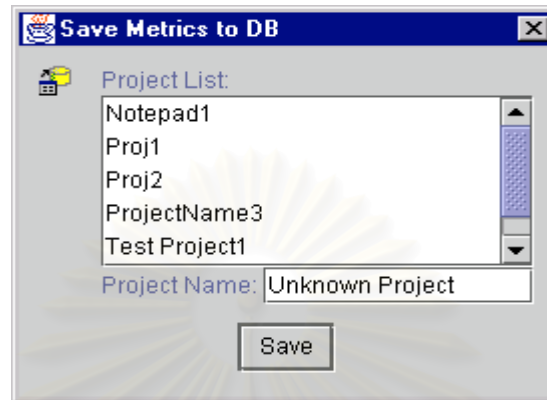 Save Metrics to DB
Project List:
Notepad1
Proj1
Proj2
ProjectName3
Test Project1
Project Name: Unknown Project
Save